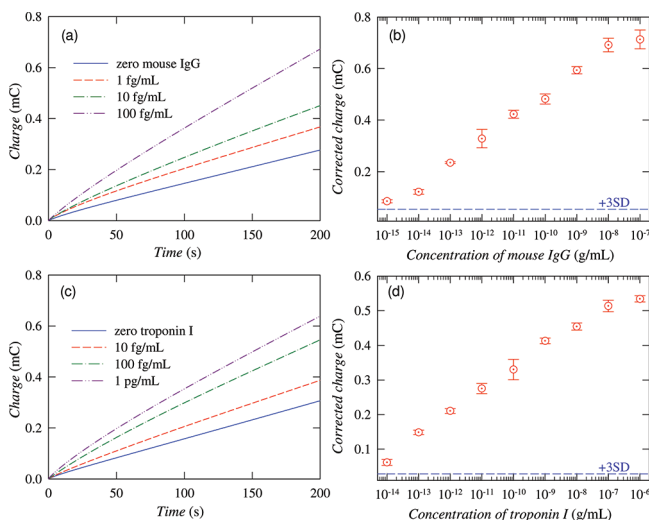 (a)
zero mouse IgG
1 fg/mL
10 fg/mL
100 fg/mL
Charge (mC)
0.8
0.6
0.4
0.2
0.0
0 50 100 150 200
Time (s)
(b)
Corrected charge (mC)
0.8
0.6
0.4
0.2
+3SD
10⁻¹⁵ 10⁻¹⁴ 10⁻¹³ 10⁻¹² 10⁻¹¹ 10⁻¹⁰ 10⁻⁹ 10⁻⁸ 10⁻⁷
Concentration of mouse IgG (g/mL)
(c)
zero troponin I
10 fg/mL
100 fg/mL
1 pg/mL
Charge (mC)
0.8
0.6
0.4
0.2
0.0
0 50 100 150 200
Time (s)
(d)
Corrected charge (mC)
0.6
0.5
0.4
0.3
0.2
0.1
+3SD
10⁻¹⁴ 10⁻¹³ 10⁻¹² 10⁻¹¹ 10⁻¹⁰ 10⁻⁹ 10⁻⁸ 10⁻⁷ 10⁻⁶
Concentration of troponin I (g/mL)